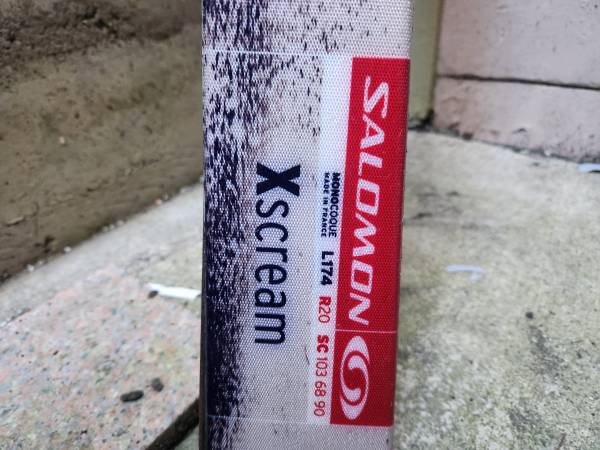 SALOMON
MONOCOQUE
MADE IN FRANCE
L174 R20 SC 103 68 90
Xscream